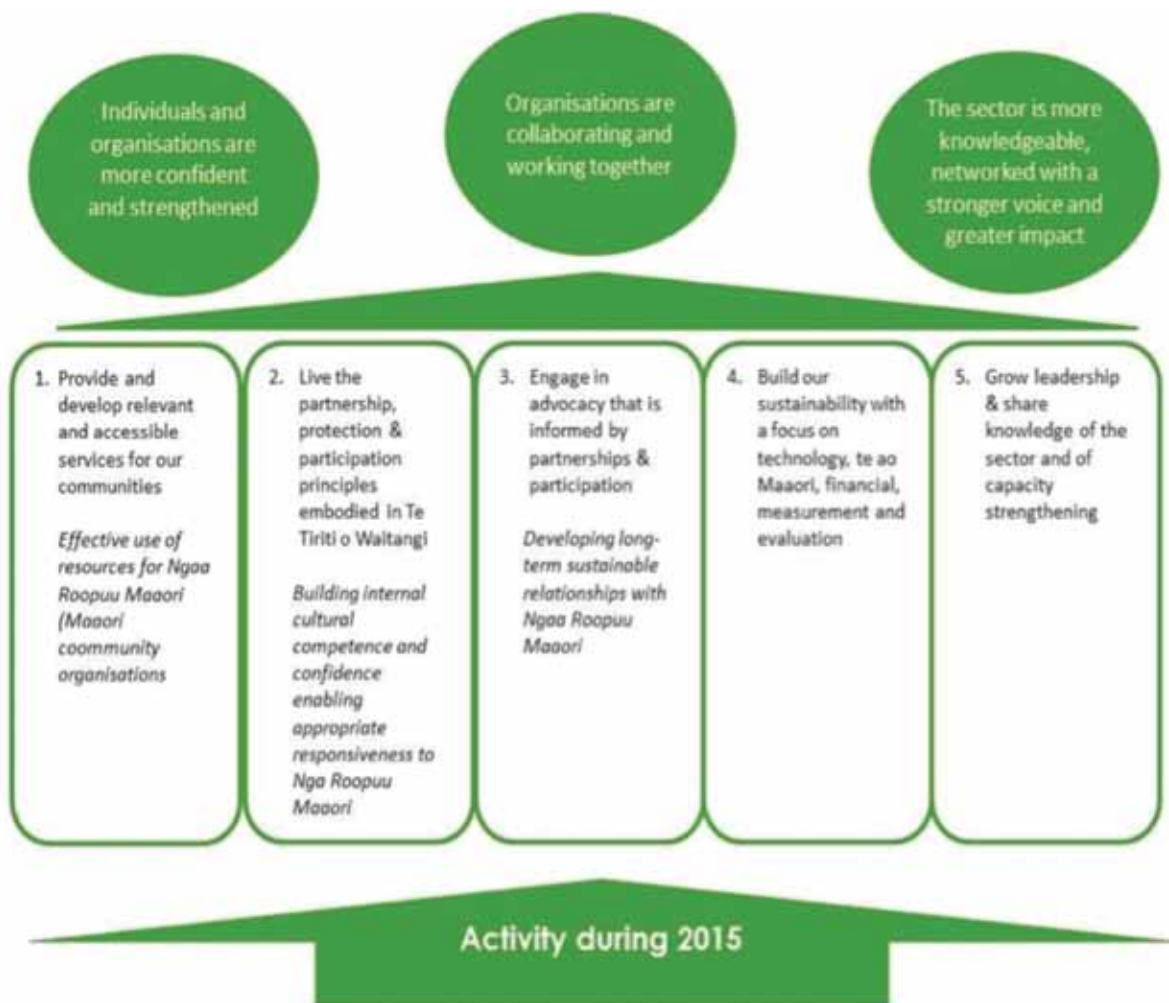 Individuals and
organisations are
more confident
and strengthened
Organisations are
collaborating and
working together
The sector is more
knowledgeable,
networked with a
stronger voice and
greater impact
1. Provide and
develop relevant
and accessible
services for our
communities
Effective use of
resources for Ngaa
Roopuu Maaori
(Maaori
coommunity
organisations
2. Live the
partnership,
protection &
participation
principles
embodied in Te
Tiriti o Waitangi
Building internal
cultural
competence and
confidence
enabling
appropriate
responsiveness to
Nga Roopuu
Maaori
3. Engage in
advocacy that is
informed by
partnerships &
participation
Developing long-
term sustainable
relationships with
Ngaa Roopuu
Maaori
4. Build our
sustainability with
a focus on
technology, te ao
Maaori, financial,
measurement and
evaluation
5. Grow leadership
& share
knowledge of the
sector and of
capacity
strengthening
Activity during 2015